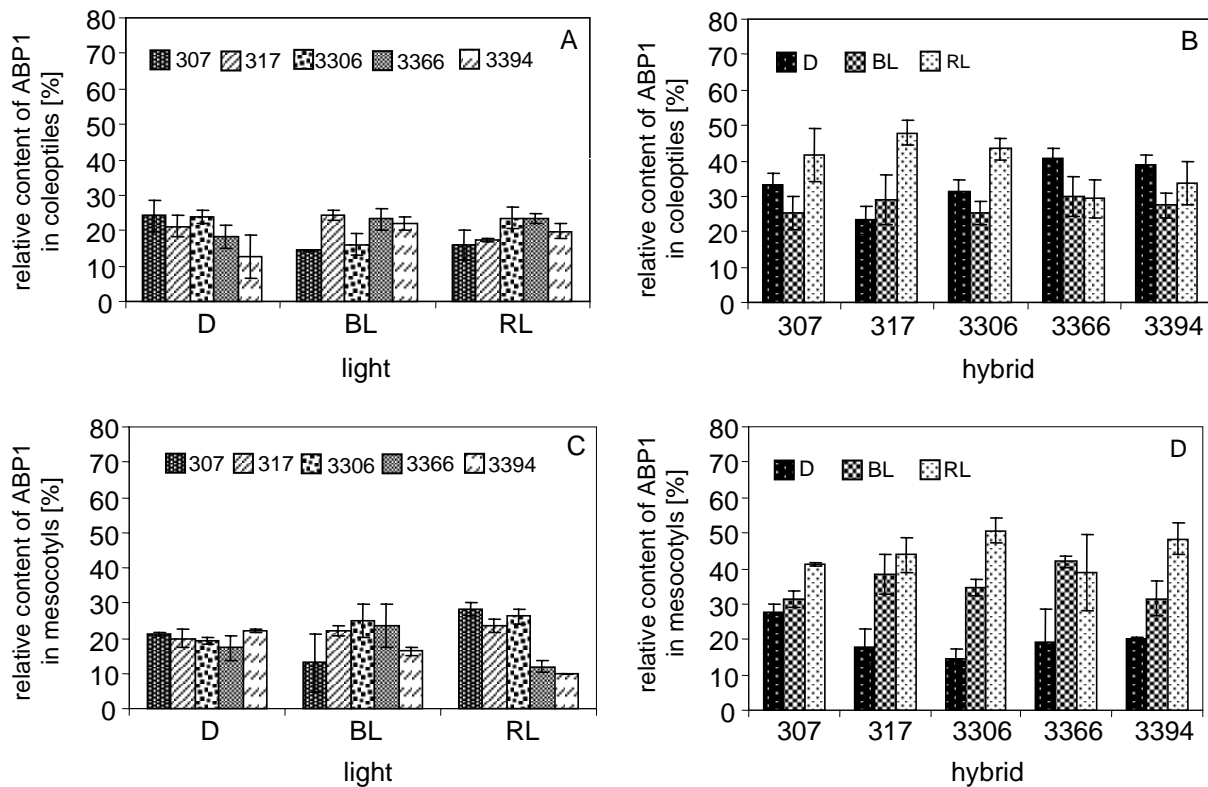 relative content of ABP1
in coleoptiles [%]
80
70
60
50
40
30
20
10
0
A
307 317 3306 3366 3394
D BL RL
light
relative content of ABP1
in coleoptiles [%]
80
70
60
50
40
30
20
10
0
B
D BL RL
307 317 3306 3366 3394
hybrid
relative content of ABP1
in mesocotyls [%]
80
70
60
50
40
30
20
10
0
C
307 317 3306 3366 3394
D BL RL
light
relative content of ABP1
in mesocotyls [%]
80
70
60
50
40
30
20
10
0
D
D BL RL
307 317 3306 3366 3394
hybrid